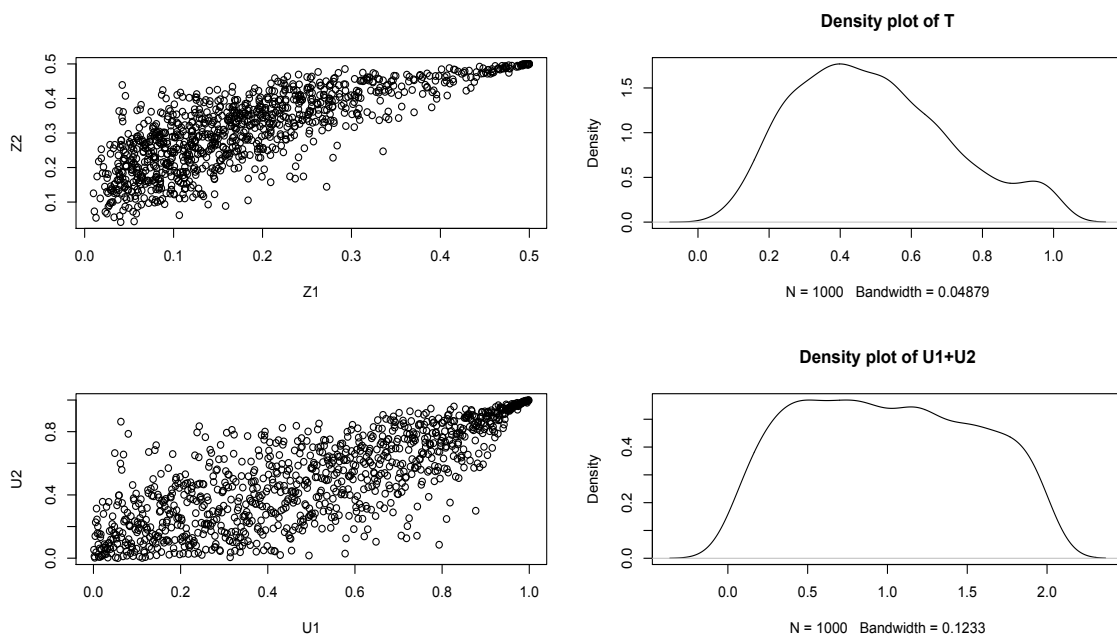 Density plot of T
Z2
0.1 0.2 0.3 0.4 0.5
0.0 0.1 0.2 0.3 0.4 0.5
Z1
Density
0.0 0.5 1.0 1.5
0.0 0.2 0.4 0.6 0.8 1.0
N = 1000 Bandwidth = 0.04879
Density plot of U1+U2
U2
0.0 0.4 0.8
0.0 0.2 0.4 0.6 0.8 1.0
U1
Density
0.0 0.2 0.4
0.0 0.5 1.0 1.5 2.0
N = 1000 Bandwidth = 0.1233